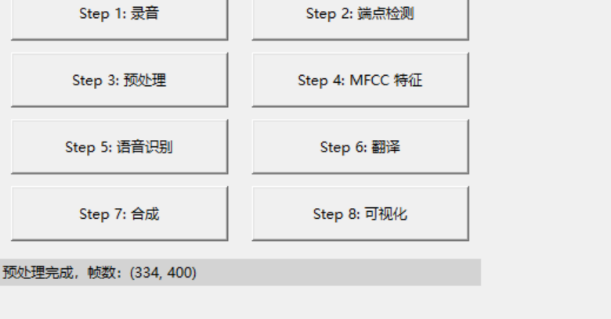 Step 1: 录音
Step 2: 端点检测
Step 3: 预处理
Step 4: MFCC 特征
Step 5: 语音识别
Step 6: 翻译
Step 7: 合成
Step 8: 可视化
预处理完成，帧数：(334, 400)